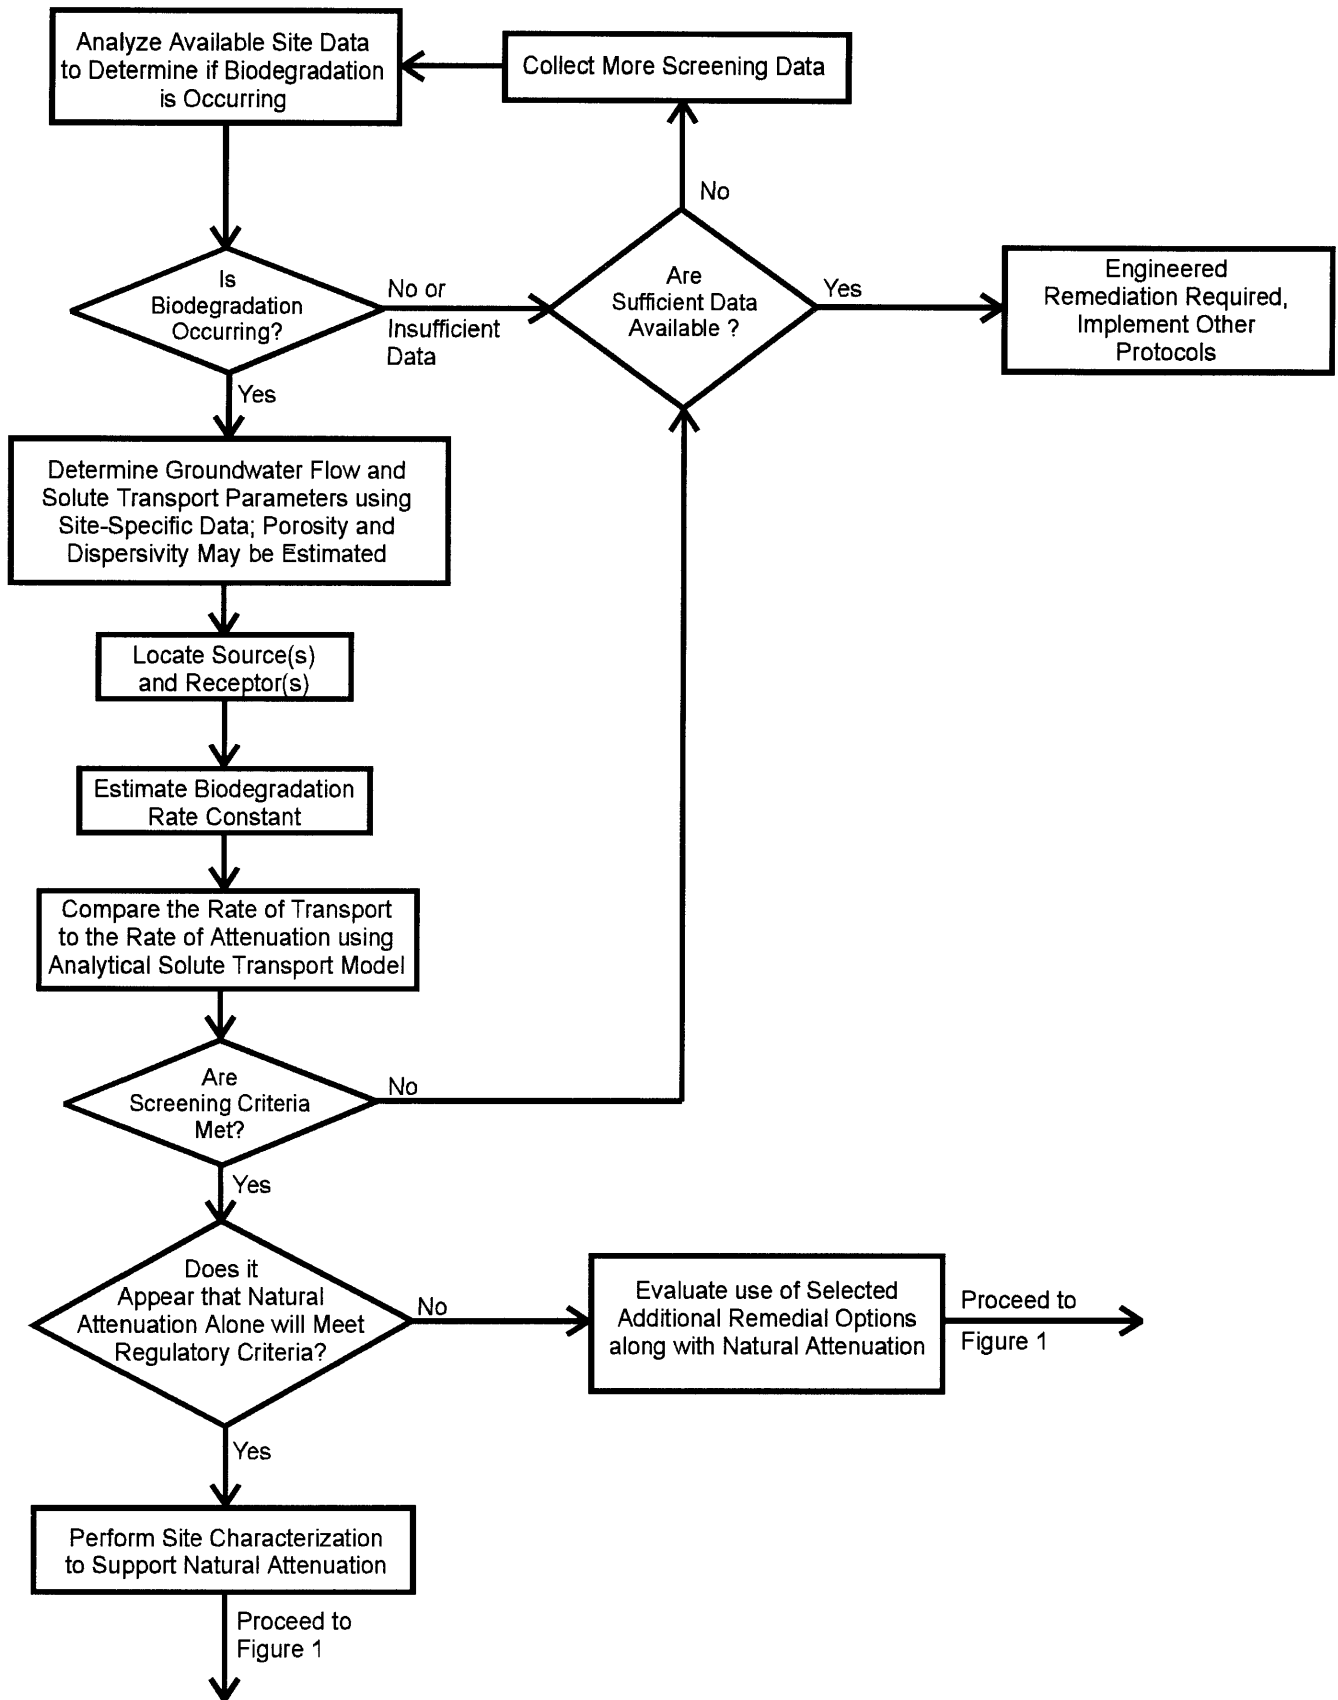 Analyze Available Site Data
to Determine if Biodegradation
is Occurring
Collect More Screening Data
No
Is
Biodegradation
Occurring?
No or
Insufficient
Data
Are
Sufficient Data
Available ?
Yes
Engineered
Remediation Required,
Implement Other
Protocols
Yes
Determine Groundwater Flow and
Solute Transport Parameters using
Site-Specific Data; Porosity and
Dispersivity May be Estimated
Locate Source(s)
and Receptor(s)
Estimate Biodegradation
Rate Constant
Compare the Rate of Transport
to the Rate of Attenuation using
Analytical Solute Transport Model
Are
Screening Criteria
Met?
No
Yes
Does it
Appear that Natural
Attenuation Alone will Meet
Regulatory Criteria?
No
Evaluate use of Selected
Additional Remedial Options
along with Natural Attenuation
Proceed to
Figure 1
Yes
Perform Site Characterization
to Support Natural Attenuation
Proceed to
Figure 1